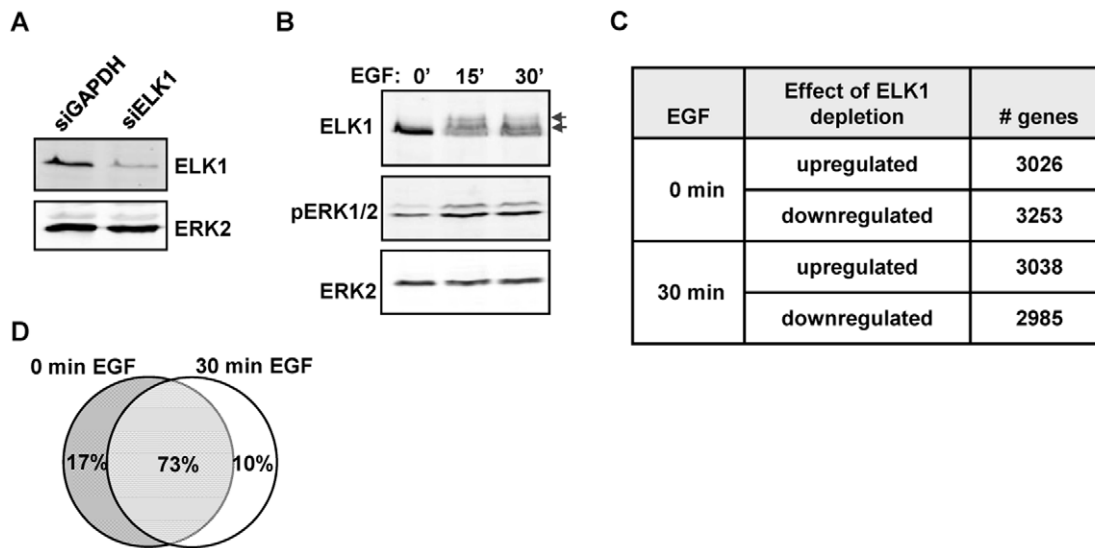 A
siGAPDH
siELK1
ELK1
ERK2
B
EGF: 0’ 15’ 30’
ELK1
pERK1/2
ERK2
C
EGF
Effect of ELK1
depletion
# genes
0 min
upregulated 3026
downregulated 3253
30 min
upregulated 3038
downregulated 2985
D
0 min EGF 30 min EGF
17% 73% 10%